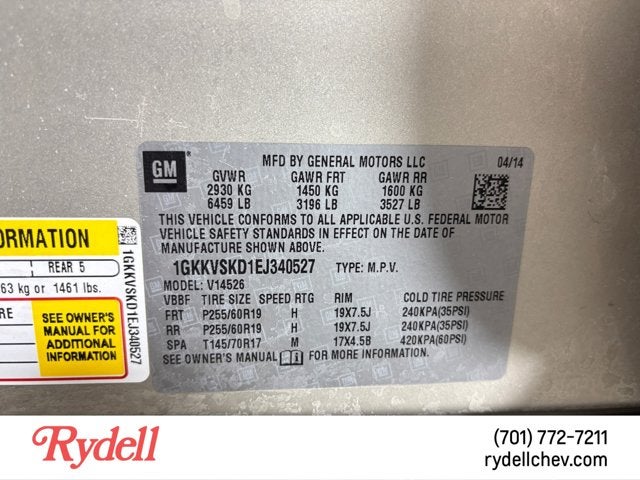 GM
MFD BY GENERAL MOTORS LLC 04/14
GVWR GAWR FRT GAWR RR
2930 KG 1450 KG 1600 KG
6459 LB 3196 LB 3527 LB
THIS VEHICLE CONFORMS TO ALL APPLICABLE U.S. FEDERAL MOTOR
VEHICLE SAFETY STANDARDS IN EFFECT ON THE DATE OF
MANUFACTURE SHOWN ABOVE.
1GKKVSKD1EJ340527 TYPE: M.P.V.
MODEL: V14526
VBBF TIRE SIZE SPEED RTG RIM COLD TIRE PRESSURE
FRT P255/60R19 H 19X7.5J 240KPA(35PSI)
RR P255/60R19 H 19X7.5J 240KPA(35PSI)
SPA T145/70R17 M 17X4.5B 420KPA(60PSI)
SEE OWNER'S MANUAL FOR MORE INFORMATION
ORMATION
REAR 5
63 kg or 1461 lbs.
RE
SEE OWNER'S
MANUAL FOR
ADDITIONAL
INFORMATION
1GKKVSKD1EJ340527
Rydell
(701) 772-7211
rydellchev.com